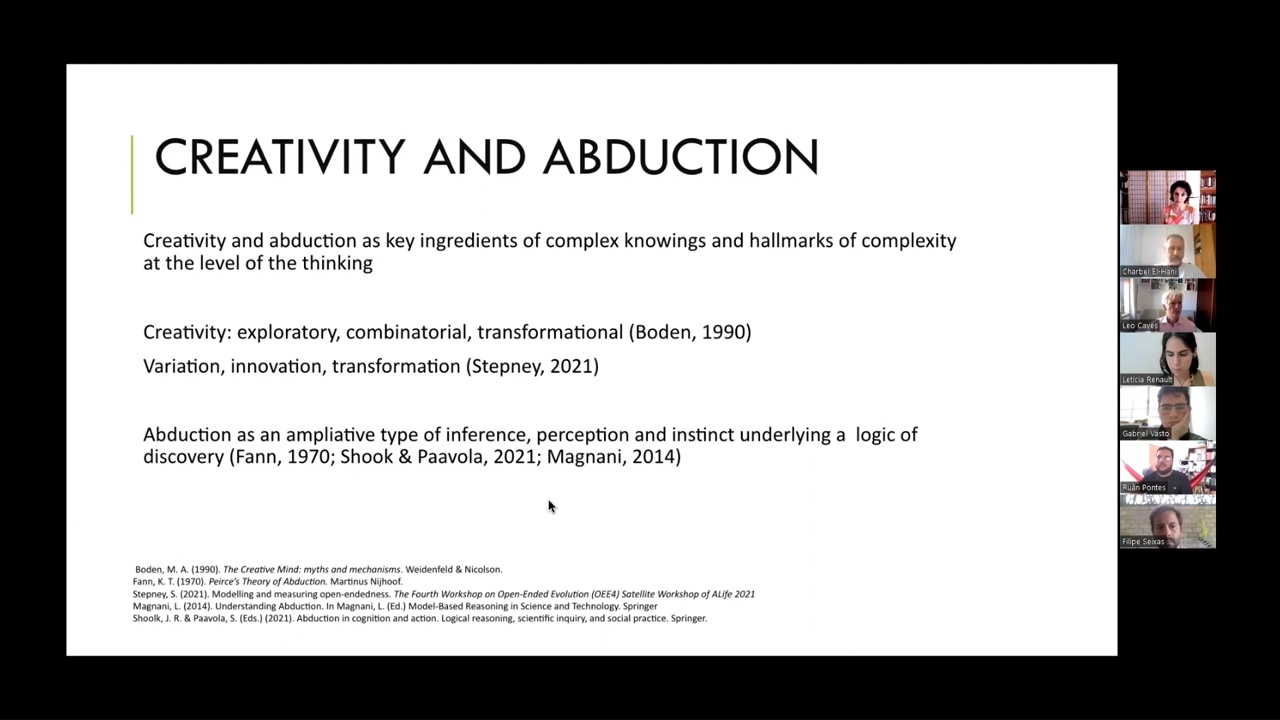 CREATIVITY AND ABDUCTION
Creativity and abduction as key ingredients of complex knowings and hallmarks of complexity
at the level of the thinking
Creativity: exploratory, combinatorial, transformational (Boden, 1990)
Variation, innovation, transformation (Stepney, 2021)
Abduction as an ampliative type of inference, perception and instinct underlying a  logic of
discovery (Fann, 1970; Shook & Paavola, 2021; Magnani, 2014)
Boden, M. A. (1990). The Creative Mind: myths and mechanisms. Weidenfeld & Nicolson.
Fann, K. T. (1970). Peirce's Theory of Abduction. Martinus Nijhoof.
Stepney, S. (2021). Modelling and measuring open-endedness. The Fourth Workshop on Open-Ended Evolution (OEE4) Satellite Workshop of ALife 2021
Magnani, L. (2014). Understanding Abduction. In Magnani, L. (Ed.) Model-Based Reasoning in Science and Technology. Springer
Shoolk, J. R. & Paavola, S. (Eds.) (2021). Abduction in cognition and action. Logical reasoning, scientific inquiry, and social practice. Springer.
Charbel El-Hani
Leo Caves
Leticia Renault
Gabriel Vasto
Ruân Pontes
Filipe Seixas